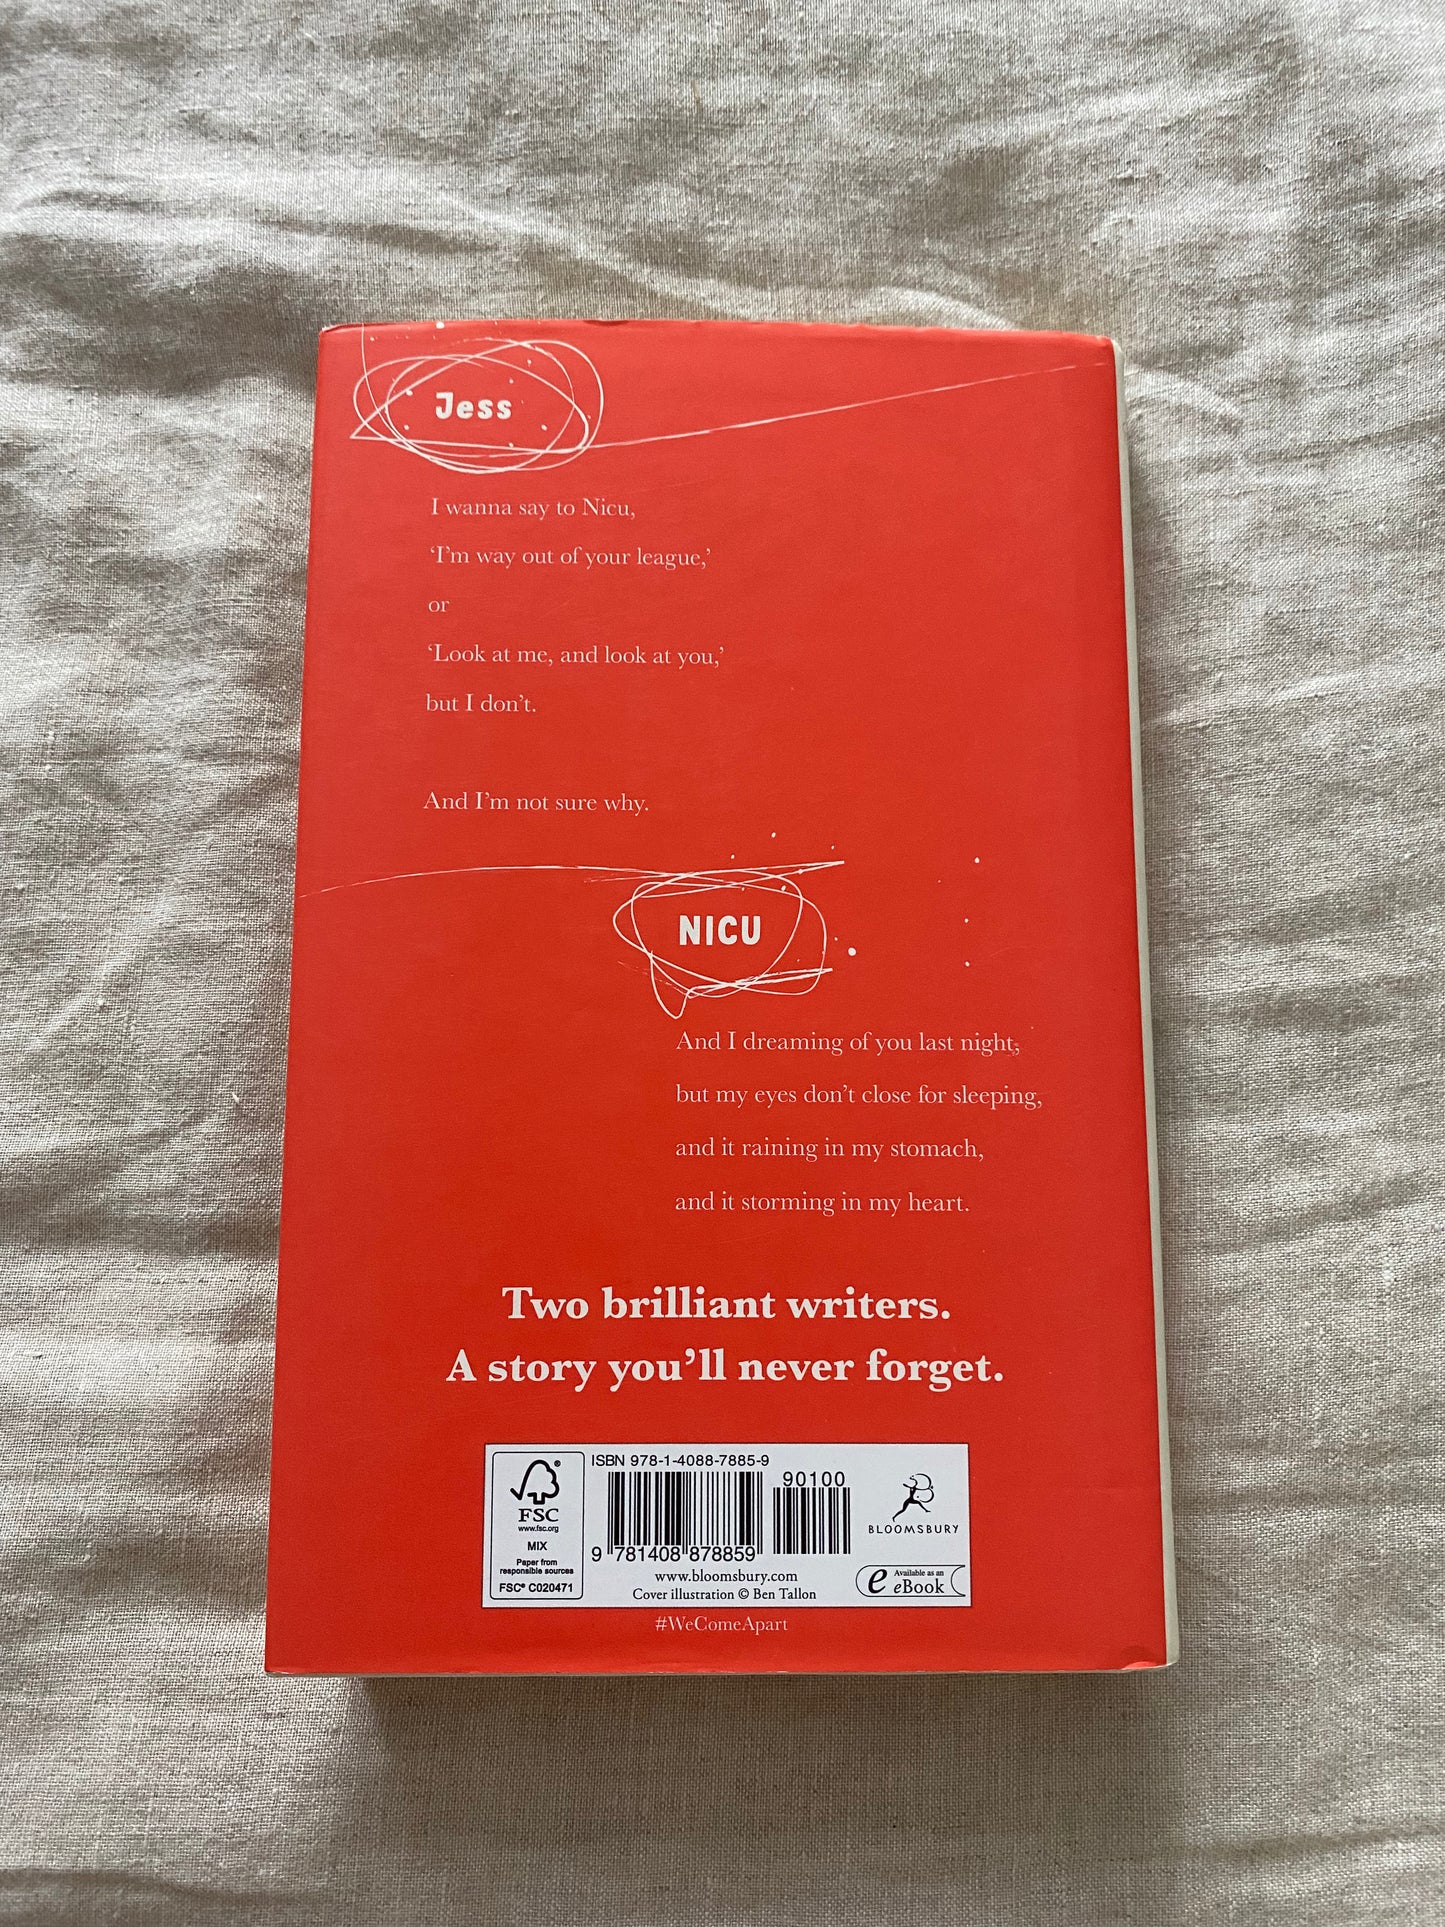 Jess
I wanna say to Nicu,
‘I’m way out of your league,’
or
‘Look at me, and look at you,’
but I don’t.
And I’m not sure why.
NICU
And I dreaming of you last night,
but my eyes don’t close for sleeping,
and it raining in my stomach,
and it storming in my heart.
Two brilliant writers.
A story you’ll never forget.
FSC
www.fsc.org
MIX
Paper from
responsible sources
FSC® C020471
ISBN 978-1-4088-7885-9
90100
9 781408 878859
www.bloomsbury.com
Cover illustration © Ben Tallon
BLOOMSBURY
e Available as an
eBook
#WeComeApart